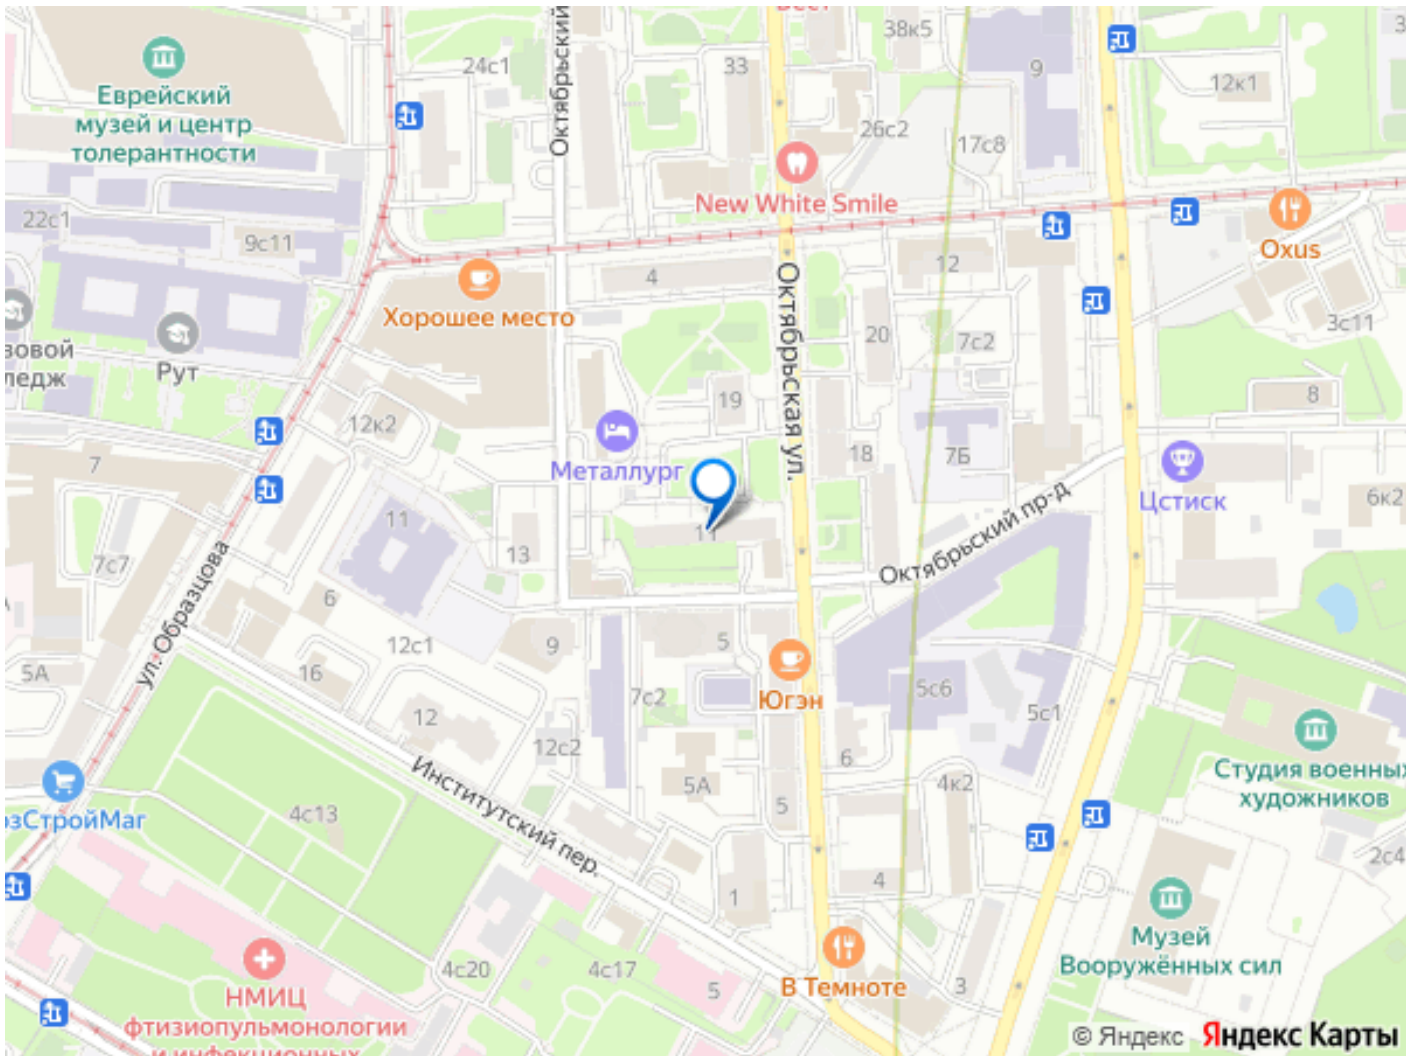 Октябрьский
38к5
33
24с1
9
12к1
Еврейский
музей и центр
толерантности
26с2
17с8
New White Smile
22с1
9с11
Oxus
4
12
Хорошее место
Октябрьская ул.
20
7с2
3с11
Рут
19
8
12к2
Металлург
18
7Б
7
11
11
13
Октябрьский пр-д
Цстиск
6к2
7с7
ул. Образцова
6
12с1
9
5
5А
16
7с2
Югэн
5с6
5с1
12
12с2
6
Институтский пер.
5А
5
4к2
Студия военных
художников
4с13
2с4
1
4
Музей
Вооружённых сил
НМИЦ
фтизиопульмонологии
и инфекционных
4с20
4с17
5
В Темноте
3
© Яндекс Яндекс Карты